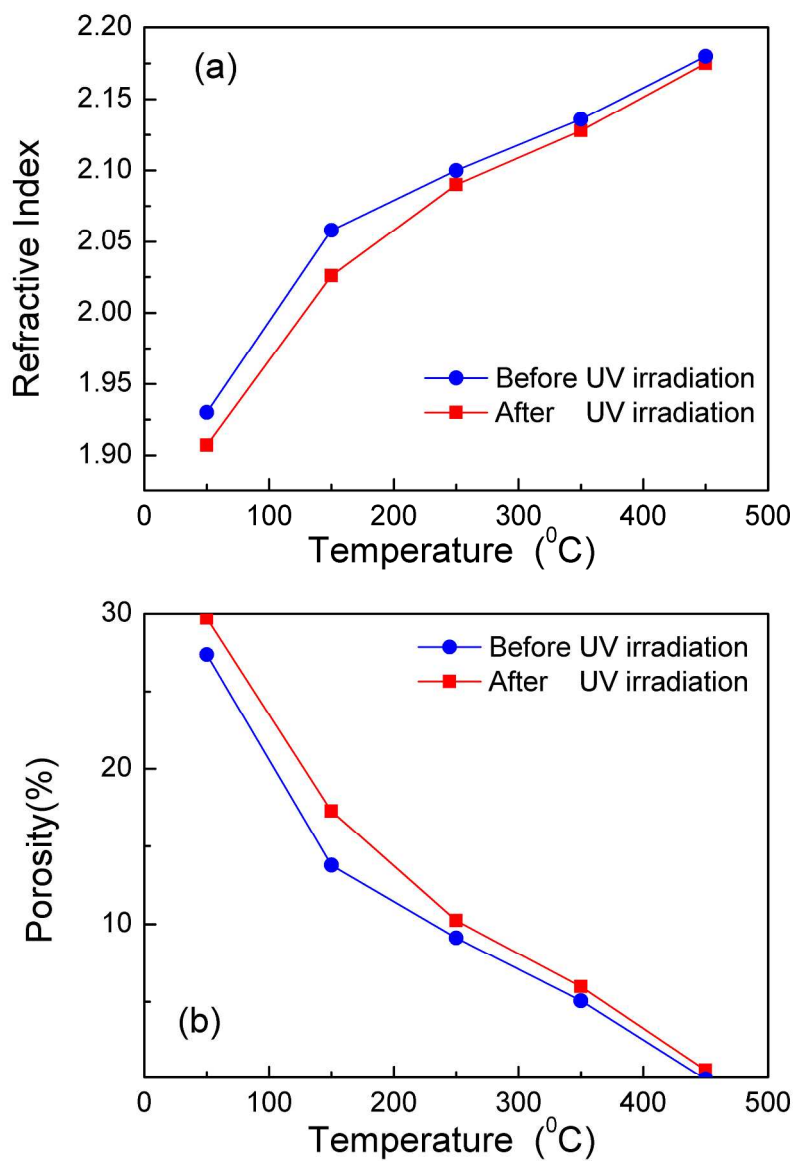 2.20
(a)
2.15
2.10
2.05
2.00
1.95
1.90
Refractive Index
Before UV irradiation
After UV irradiation
0 100 200 300 400 500
Temperature (⁰C)
30
Before UV irradiation
After UV irradiation
20
10
Porosity(%)
(b)
0 100 200 300 400 500
Temperature (⁰C)